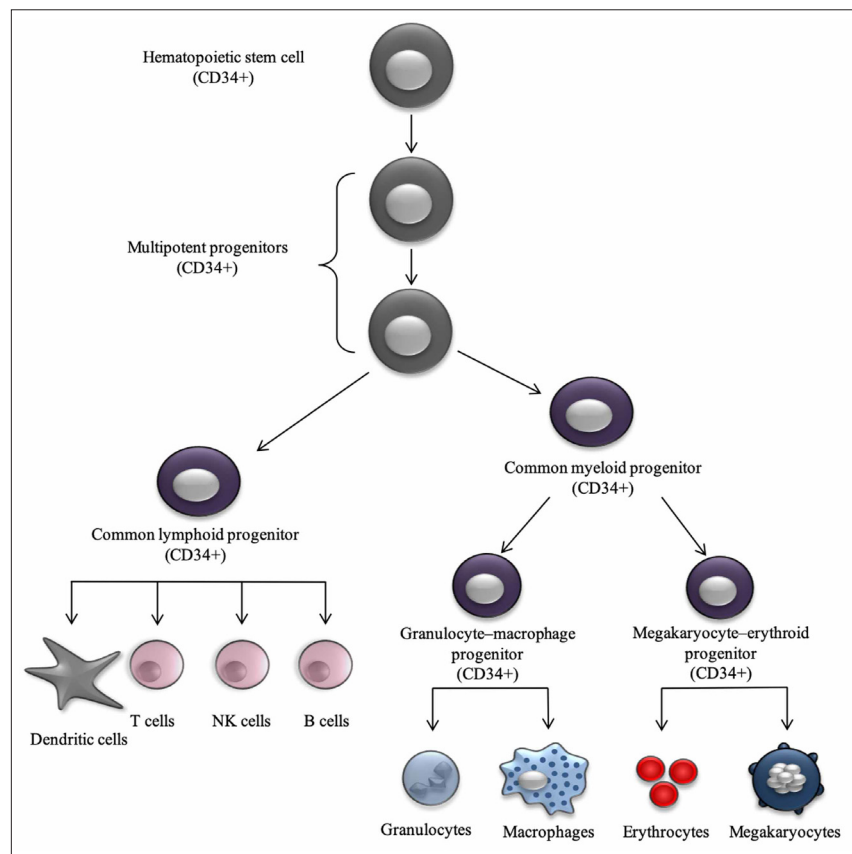 Hematopoietic stem cell
(CD34+)
Multipotent progenitors
(CD34+)
Common myeloid progenitor
(CD34+)
Common lymphoid progenitor
(CD34+)
Granulocyte–macrophage
progenitor
(CD34+)
Megakaryocyte–erythroid
progenitor
(CD34+)
Dendritic cells
T cells
NK cells
B cells
Granulocytes
Macrophages
Erythrocytes
Megakaryocytes